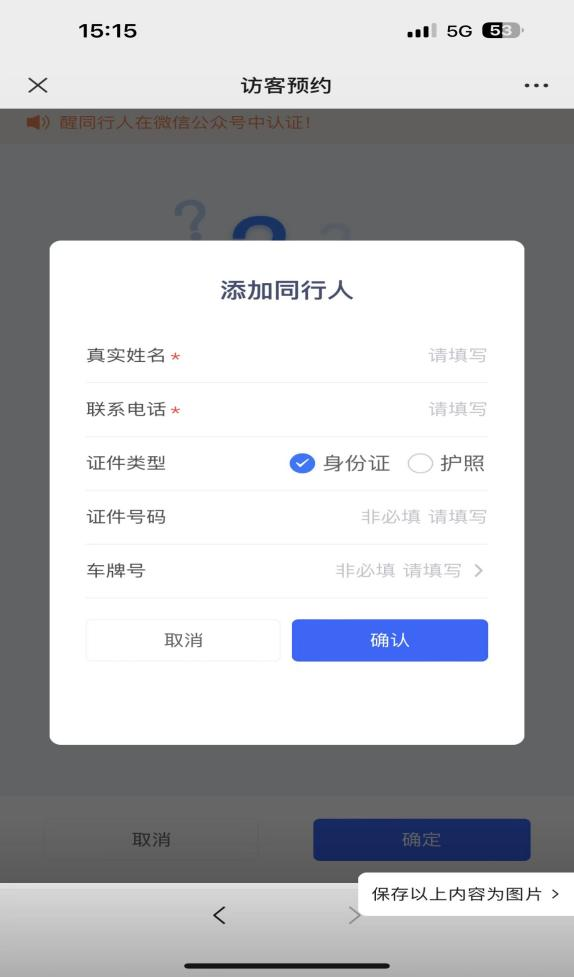 15:15 5G 53
访客预约
醒同行人在微信公众号中认证!
? ? ?
添加同行人
真实姓名* 请填写
联系电话* 请填写
证件类型 身份证 护照
证件号码 非必填 请填写
车牌号 非必填 请填写 >
取消 确认
取消 确定
保存以上内容为图片 >